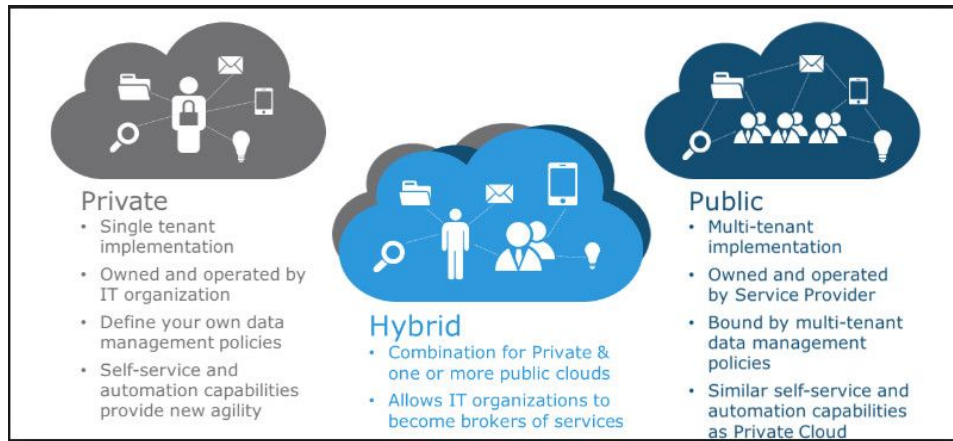 Private
• Single tenant
implementation
• Owned and operated by
IT organization
• Define your own data
management policies
• Self-service and
automation capabilities
provide new agility
Hybrid
• Combination for Private &
one or more public clouds
• Allows IT organizations to
become brokers of services
Public
• Multi-tenant
implementation
• Owned and operated
by Service Provider
• Bound by multi-tenant
data management
policies
• Similar self-service and
automation capabilities
as Private Cloud